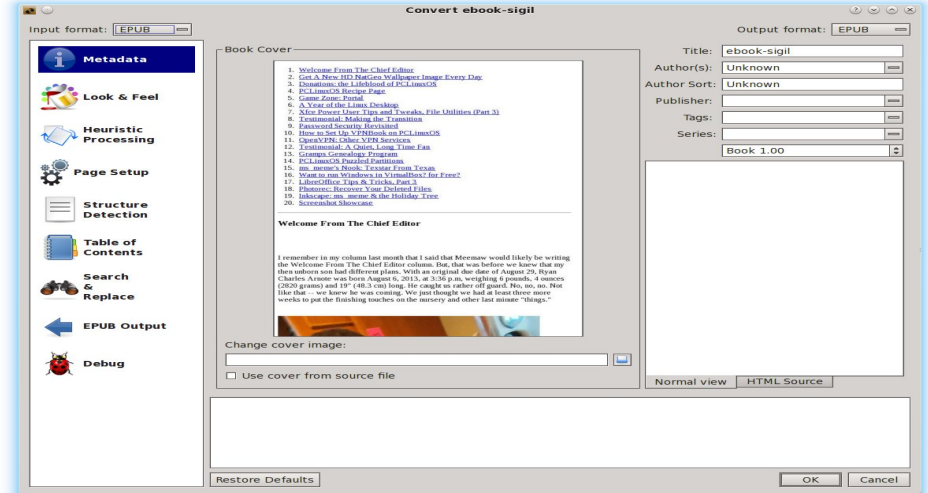 Convert ebook-sigil
Input format: EPUB
Output format: EPUB
Metadata
Look & Feel
Heuristic
Processing
Page Setup
Structure
Detection
Table of
Contents
Search
&
Replace
EPUB Output
Debug
Book Cover
1. Welcome From The Chief Editor
2. Get A New HD NatGeo Wallpaper Image Every Day
3. Donations: the Lifeblood of PCLinuxOS
4. PCLinuxOS Recipe Page
5. Game Zone: Portal
6. A Year of the Linux Desktop
7. Xfce Power User Tips and Tweaks, File Utilities (Part 3)
8. Testimonial: Making the Transition
9. Password Security Revisited
10. How to Set Up VPNBook on PCLinuxOS
11. OpenVPN: Other VPN Services
12. Testimonial: A Quiet, Long Time Fan
13. Gramps Genealogy Program
14. PCLinuxOS Puzzled Partitions
15. ms_meme's Nook: Texstar From Texas
16. Want to run Windows in VirtualBox? for Free?
17. LibreOffice Tips & Tricks, Part 3
18. Photorec: Recover Your Deleted Files
19. Inkscape: ms_meme & the Holiday Tree
20. Screenshot Showcase
Welcome From The Chief Editor
I remember in my column last month that I said that Meemaw would likely be writing
the Welcome From The Chief Editor column. But, that was before we knew that my
then unborn son had different plans. With an original due date of August 29, Ryan
Charles Arnote was born August 6, 2013, at 3:36 p.m, weighing 6 pounds, 4 ounces
(2820 grams) and 19" (48.3 cm) long. He caught us rather off guard. No, no, no. Not
like that -- we knew he was coming. We just thought we had at least three more
weeks to put the finishing touches on the nursery and other last minute "things."
Change cover image:
Use cover from source file
Title: ebook-sigil
Author(s): Unknown
Author Sort: Unknown
Publisher:
Tags:
Series:
Book 1.00
Normal view
HTML Source
Restore Defaults
OK
Cancel